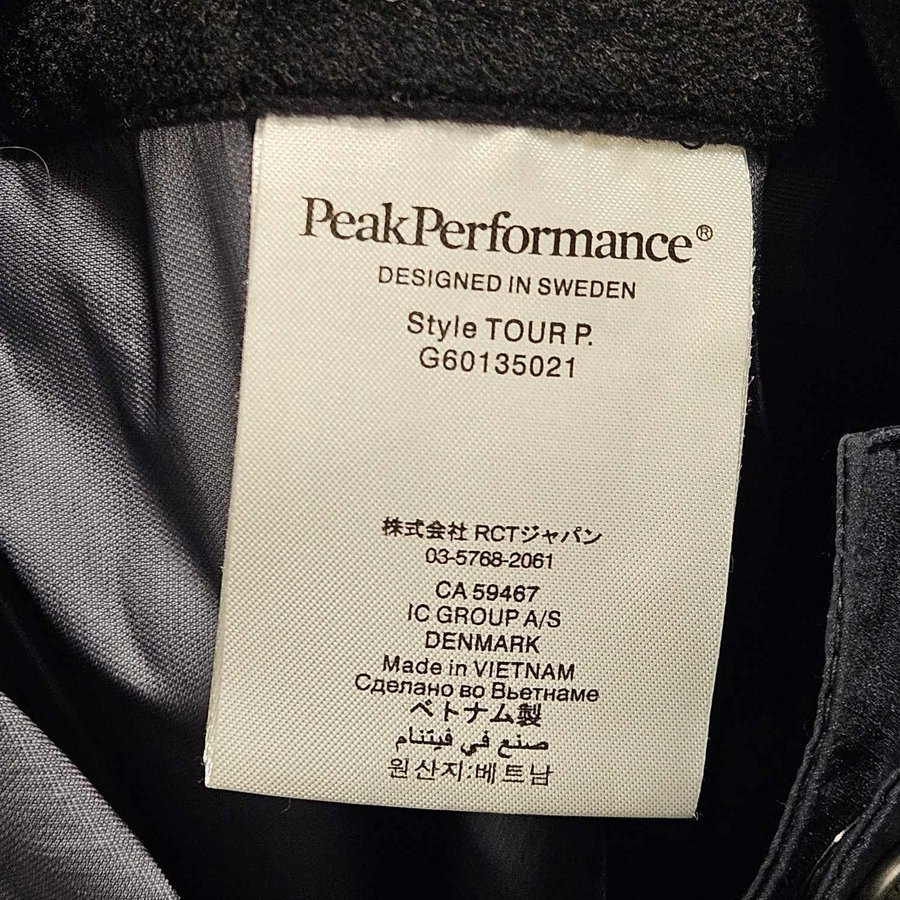 PeakPerformance®
DESIGNED IN SWEDEN
Style TOUR P.
G60135021
株式会社 RCTジャパン
03-5768-2061
CA 59467
IC GROUP A/S
DENMARK
Made in VIETNAM
Сделано во Вьетнаме
ベトナム製
صنع في فيتنام
원산지:베트남